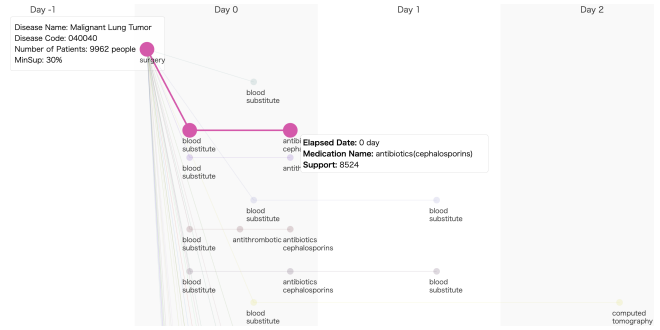 Day -1
Day 0
Day 1
Day 2
Disease Name: Malignant Lung Tumor
Disease Code: 040040
Number of Patients: 9962 people
MinSup: 30%
surgery
blood
substitute
blood
substitute
Elapsed Date: 0 day
Medication Name: antibiotics(cephalosporins)
Support: 8524
blood
substitute
blood
substitute
blood
substitute
blood
substitute
antithrombotic
antibiotics
cephalosporins
blood
substitute
antibiotics
cephalosporins
blood
substitute
blood
substitute
computed
tomography